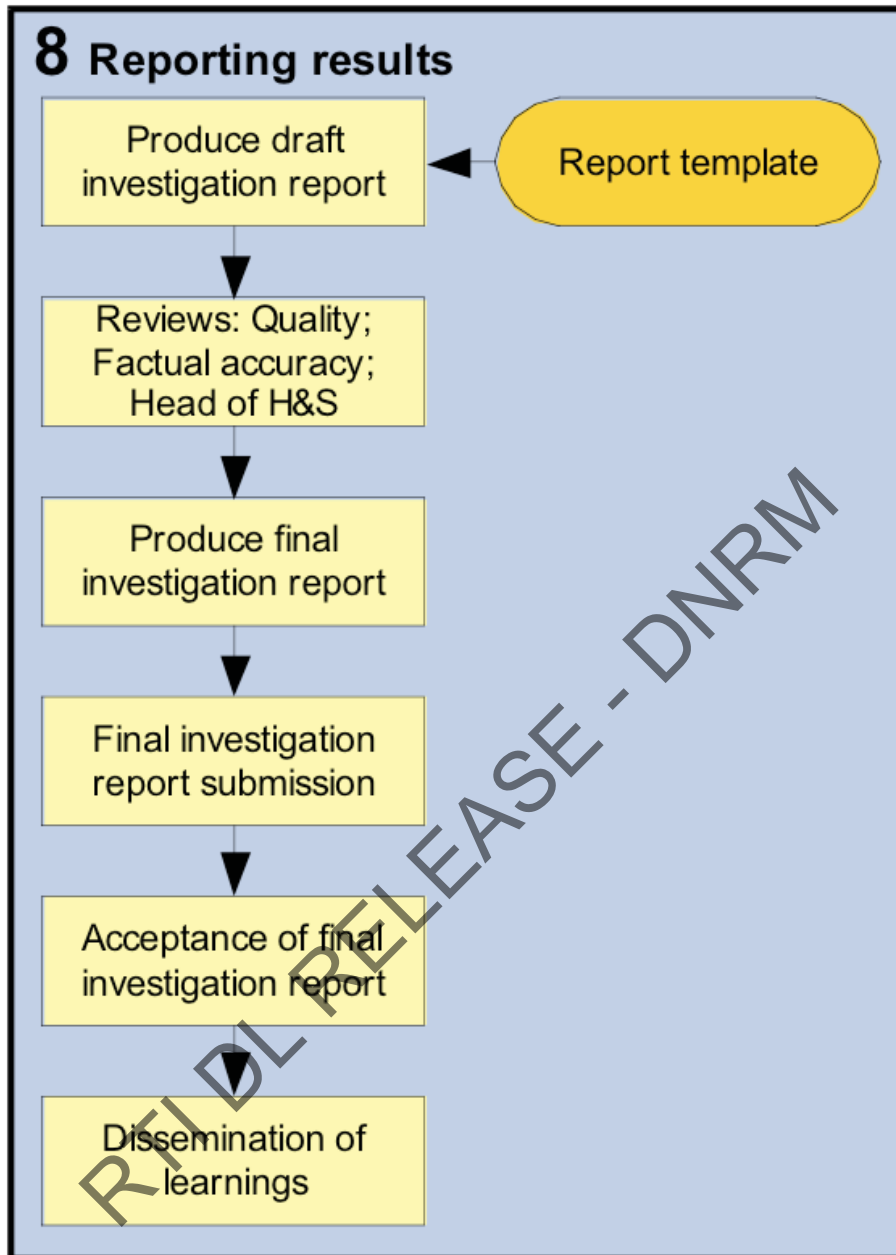 8 Reporting results
Produce draft
investigation report
Report template
Reviews: Quality;
Factual accuracy;
Head of H&S
Produce final
investigation report
Final investigation
report submission
Acceptance of final
investigation report
Dissemination of
learnings
RTI DL RELEASE - DNRM